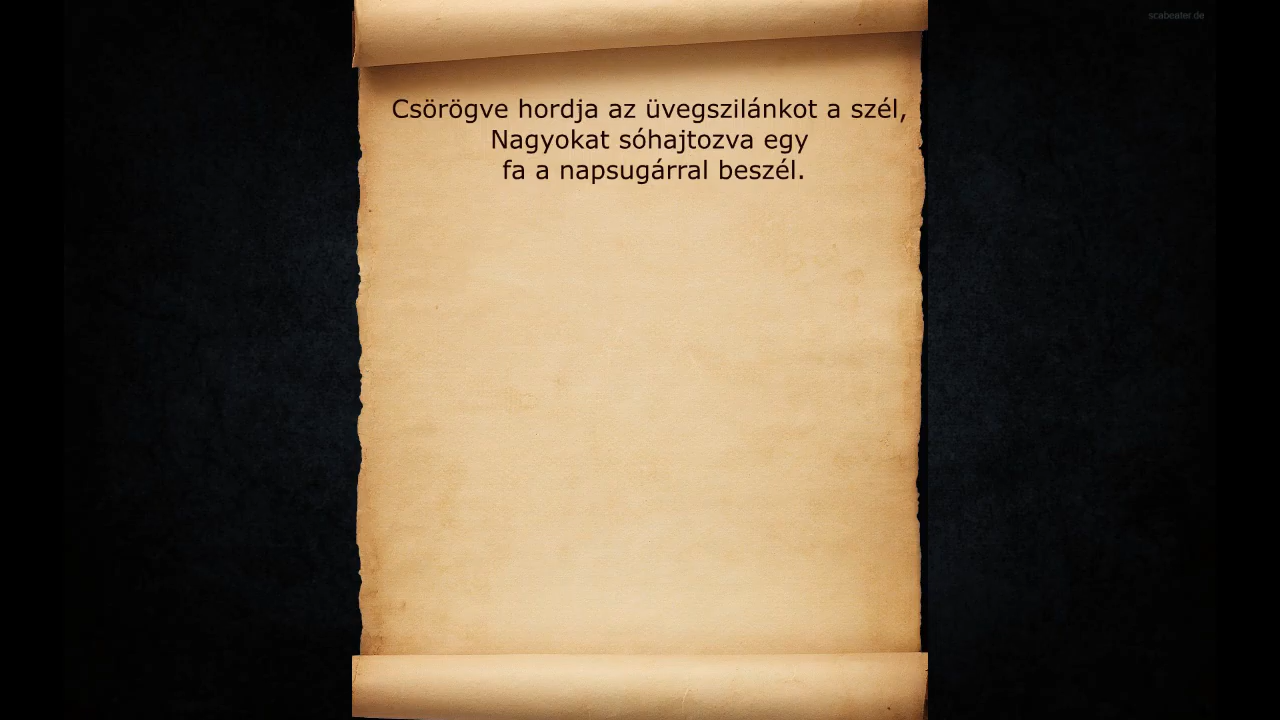 scabeater.de
Csörögve hordja az üvegszilánkot a szél,
Nagyokat sóhajtozva egy
fa a napsugárral beszél.